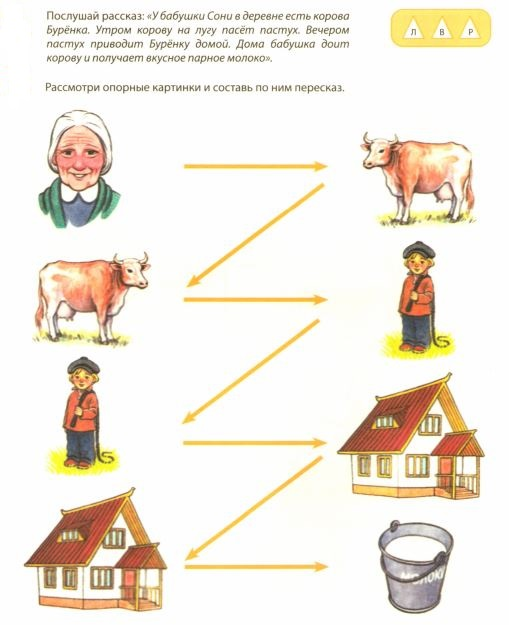 Послушай рассказ: «У бабушки Сони в деревне есть корова
Бурёнка. Утром корову на лугу пасёт пастух. Вечером
пастух приводит Бурёнку домой. Дома бабушка доит
корову и получает вкусное парное молоко».
Л В Р
Рассмотри опорные картинки и составь по ним пересказ.
МОЛОКО